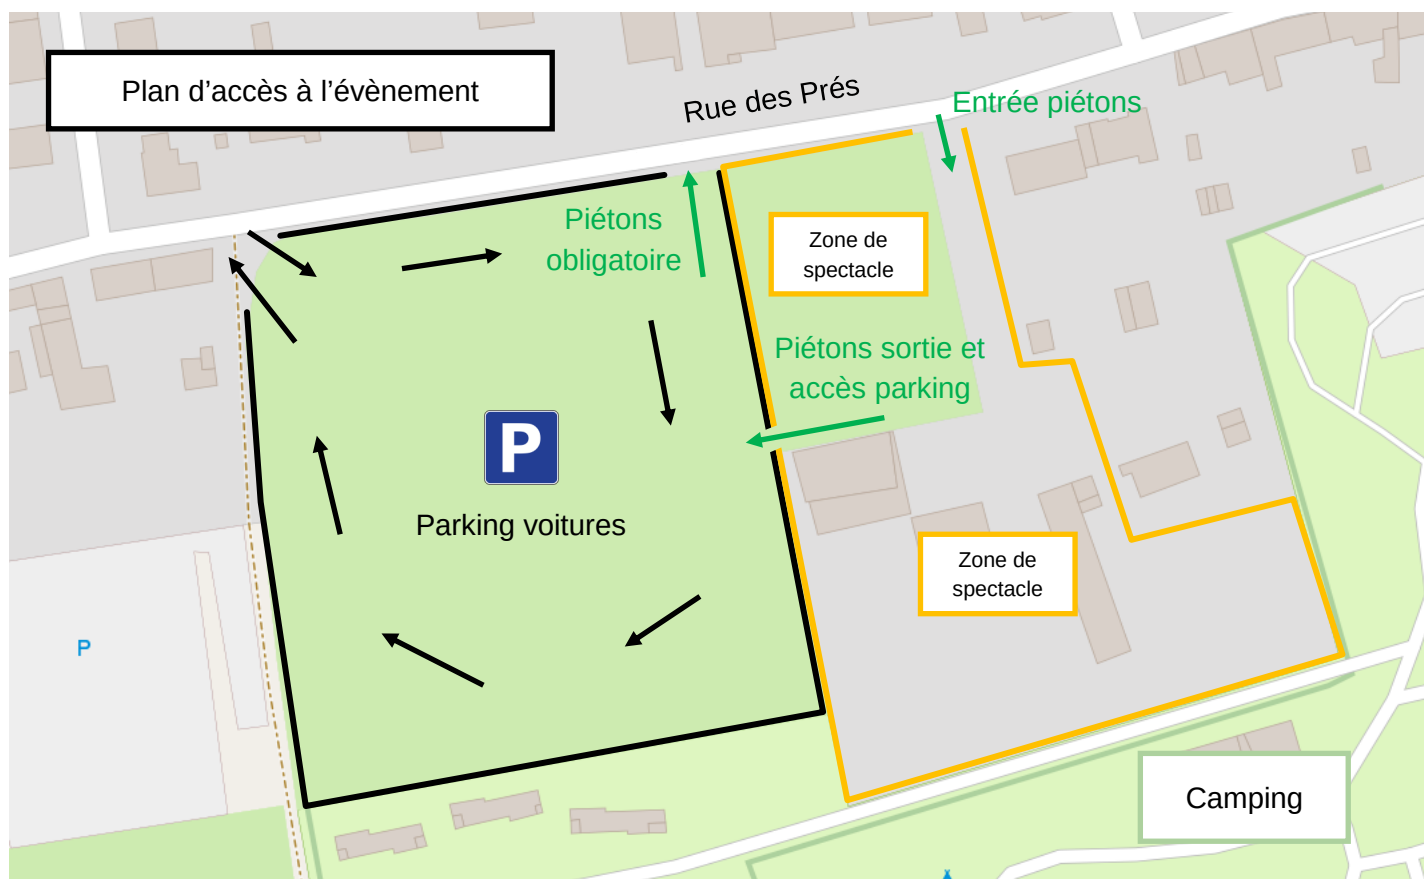 Plan d’accès à l’évènement
Rue des Prés
Entrée piétons
Piétons
obligatoire
Zone de
spectacle
Piétons sortie et
accès parking
P
Parking voitures
Zone de
spectacle
P
Camping